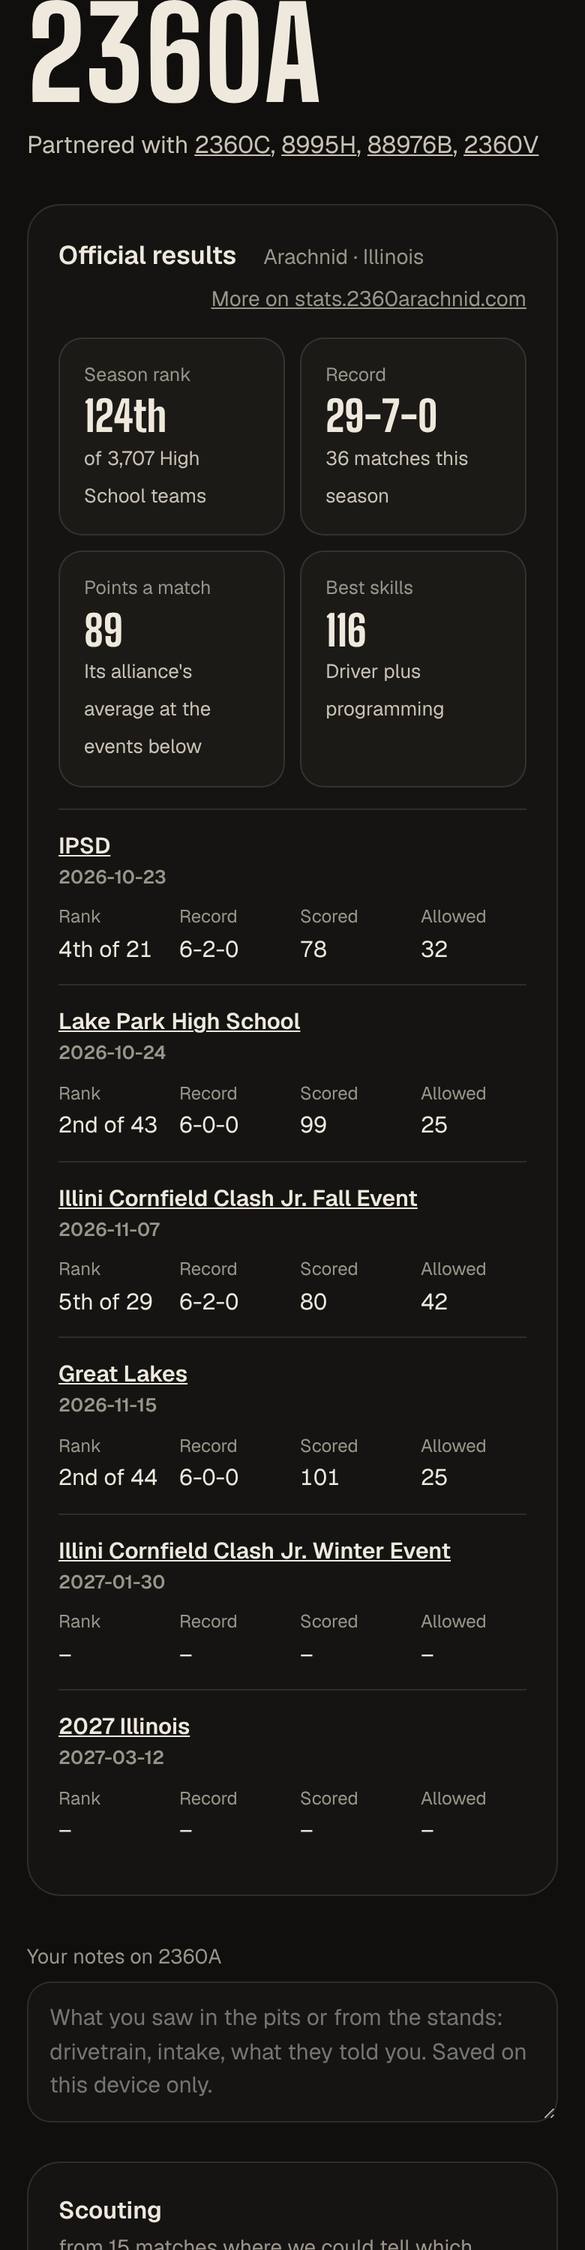 2360A
Partnered with 2360C, 8995H, 88976B, 2360V
Official results Arachnid · Illinois
More on stats.2360arachnid.com
Season rank
124th
of 3,707 High
School teams
Record
29-7-0
36 matches this
season
Points a match
89
Its alliance's
average at the
events below
Best skills
116
Driver plus
programming
IPSD
2026-10-23
Rank Record Scored Allowed
4th of 21 6-2-0 78 32
Lake Park High School
2026-10-24
Rank Record Scored Allowed
2nd of 43 6-0-0 99 25
Illini Cornfield Clash Jr. Fall Event
2026-11-07
Rank Record Scored Allowed
5th of 29 6-2-0 80 42
Great Lakes
2026-11-15
Rank Record Scored Allowed
2nd of 44 6-0-0 101 25
Illini Cornfield Clash Jr. Winter Event
2027-01-30
Rank Record Scored Allowed
– – – –
2027 Illinois
2027-03-12
Rank Record Scored Allowed
– – – –
Your notes on 2360A
What you saw in the pits or from the stands:
drivetrain, intake, what they told you. Saved on
this device only.
Scouting
from 15 matches where we could tell which